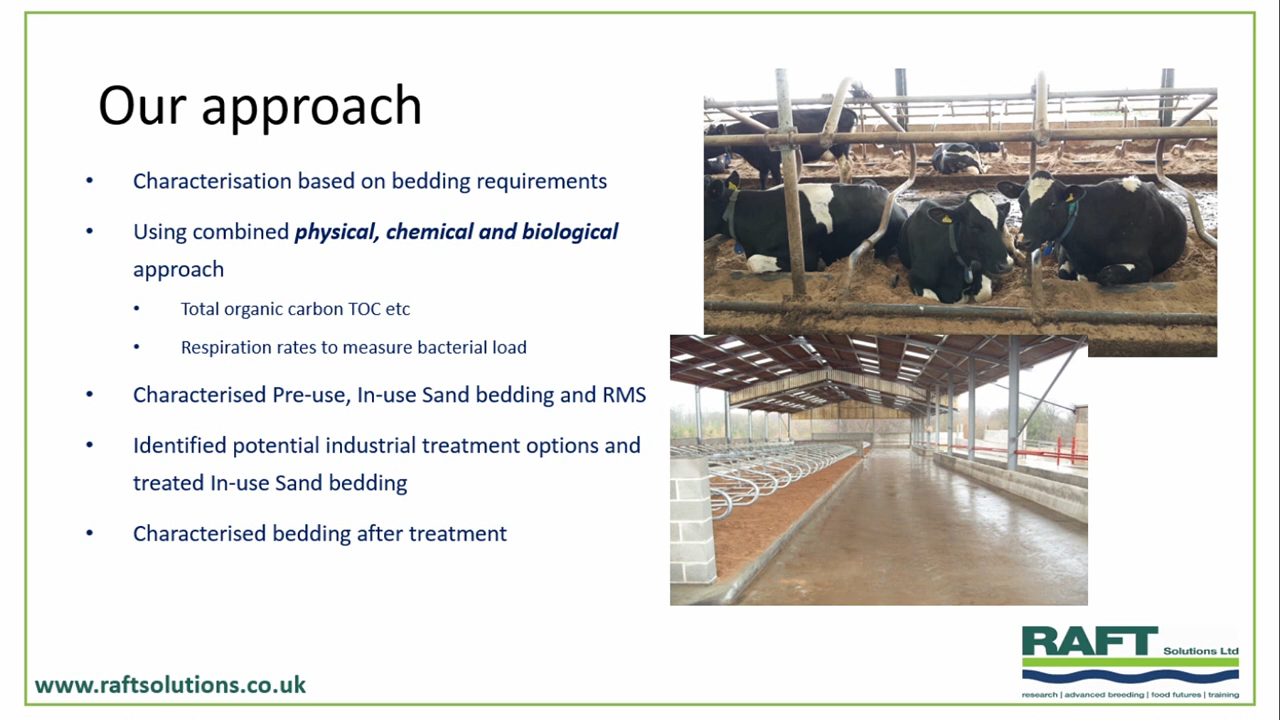 Our approach
• Characterisation based on bedding requirements
• Using combined physical, chemical and biological
approach
• Total organic carbon TOC etc
• Respiration rates to measure bacterial load
• Characterised Pre-use, In-use Sand bedding and RMS
• Identified potential industrial treatment options and
treated In-use Sand bedding
• Characterised bedding after treatment
RAFT Solutions Ltd
research | advanced breeding | food futures | training
www.raftsolutions.co.uk